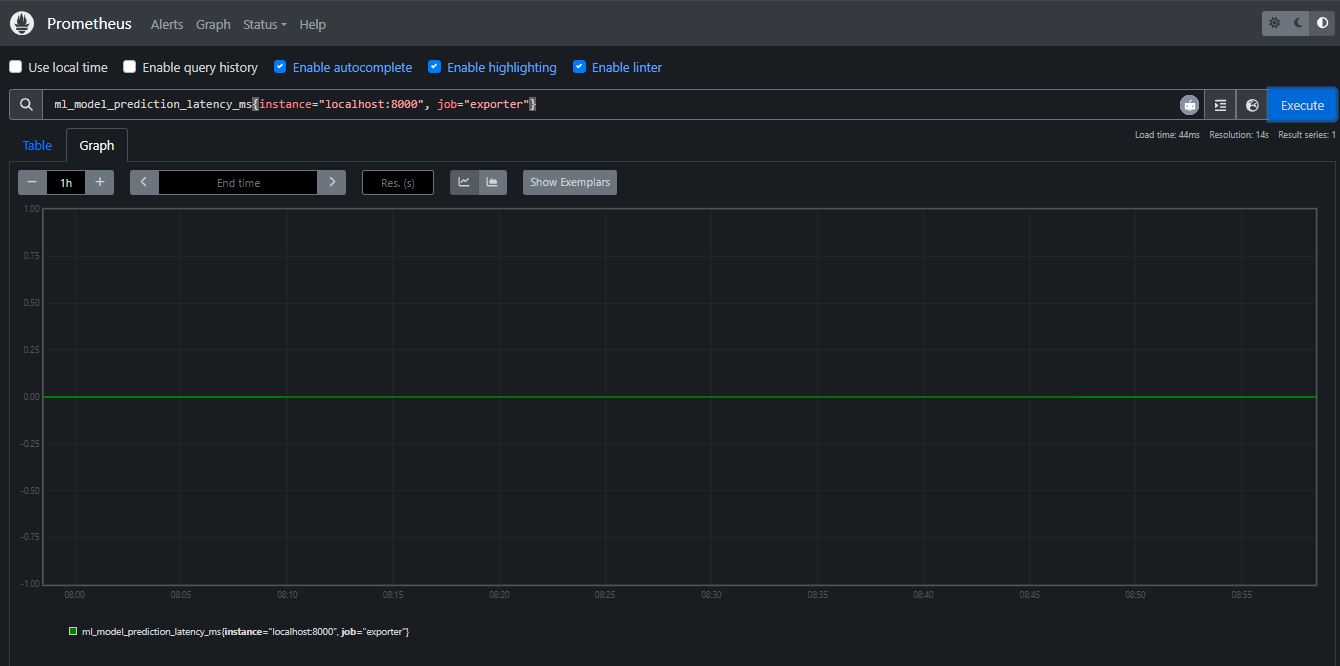 Prometheus Alerts Graph Status Help
Use local time Enable query history Enable autocomplete Enable highlighting Enable linter
ml_model_prediction_latency_ms{instance="localhost:8000", job="exporter"} Execute
Load time: 44ms Resolution: 14s Result series: 1
Table Graph
1h End time Res. (s) Show Exemplars
1.00
0.75
0.50
0.25
0.00
-0.25
-0.50
-0.75
-1.00
08:00 08:05 08:10 08:15 08:20 08:25 08:30 08:35 08:40 08:45 08:50 08:55
ml_model_prediction_latency_ms{instance="localhost:8000", job="exporter"}